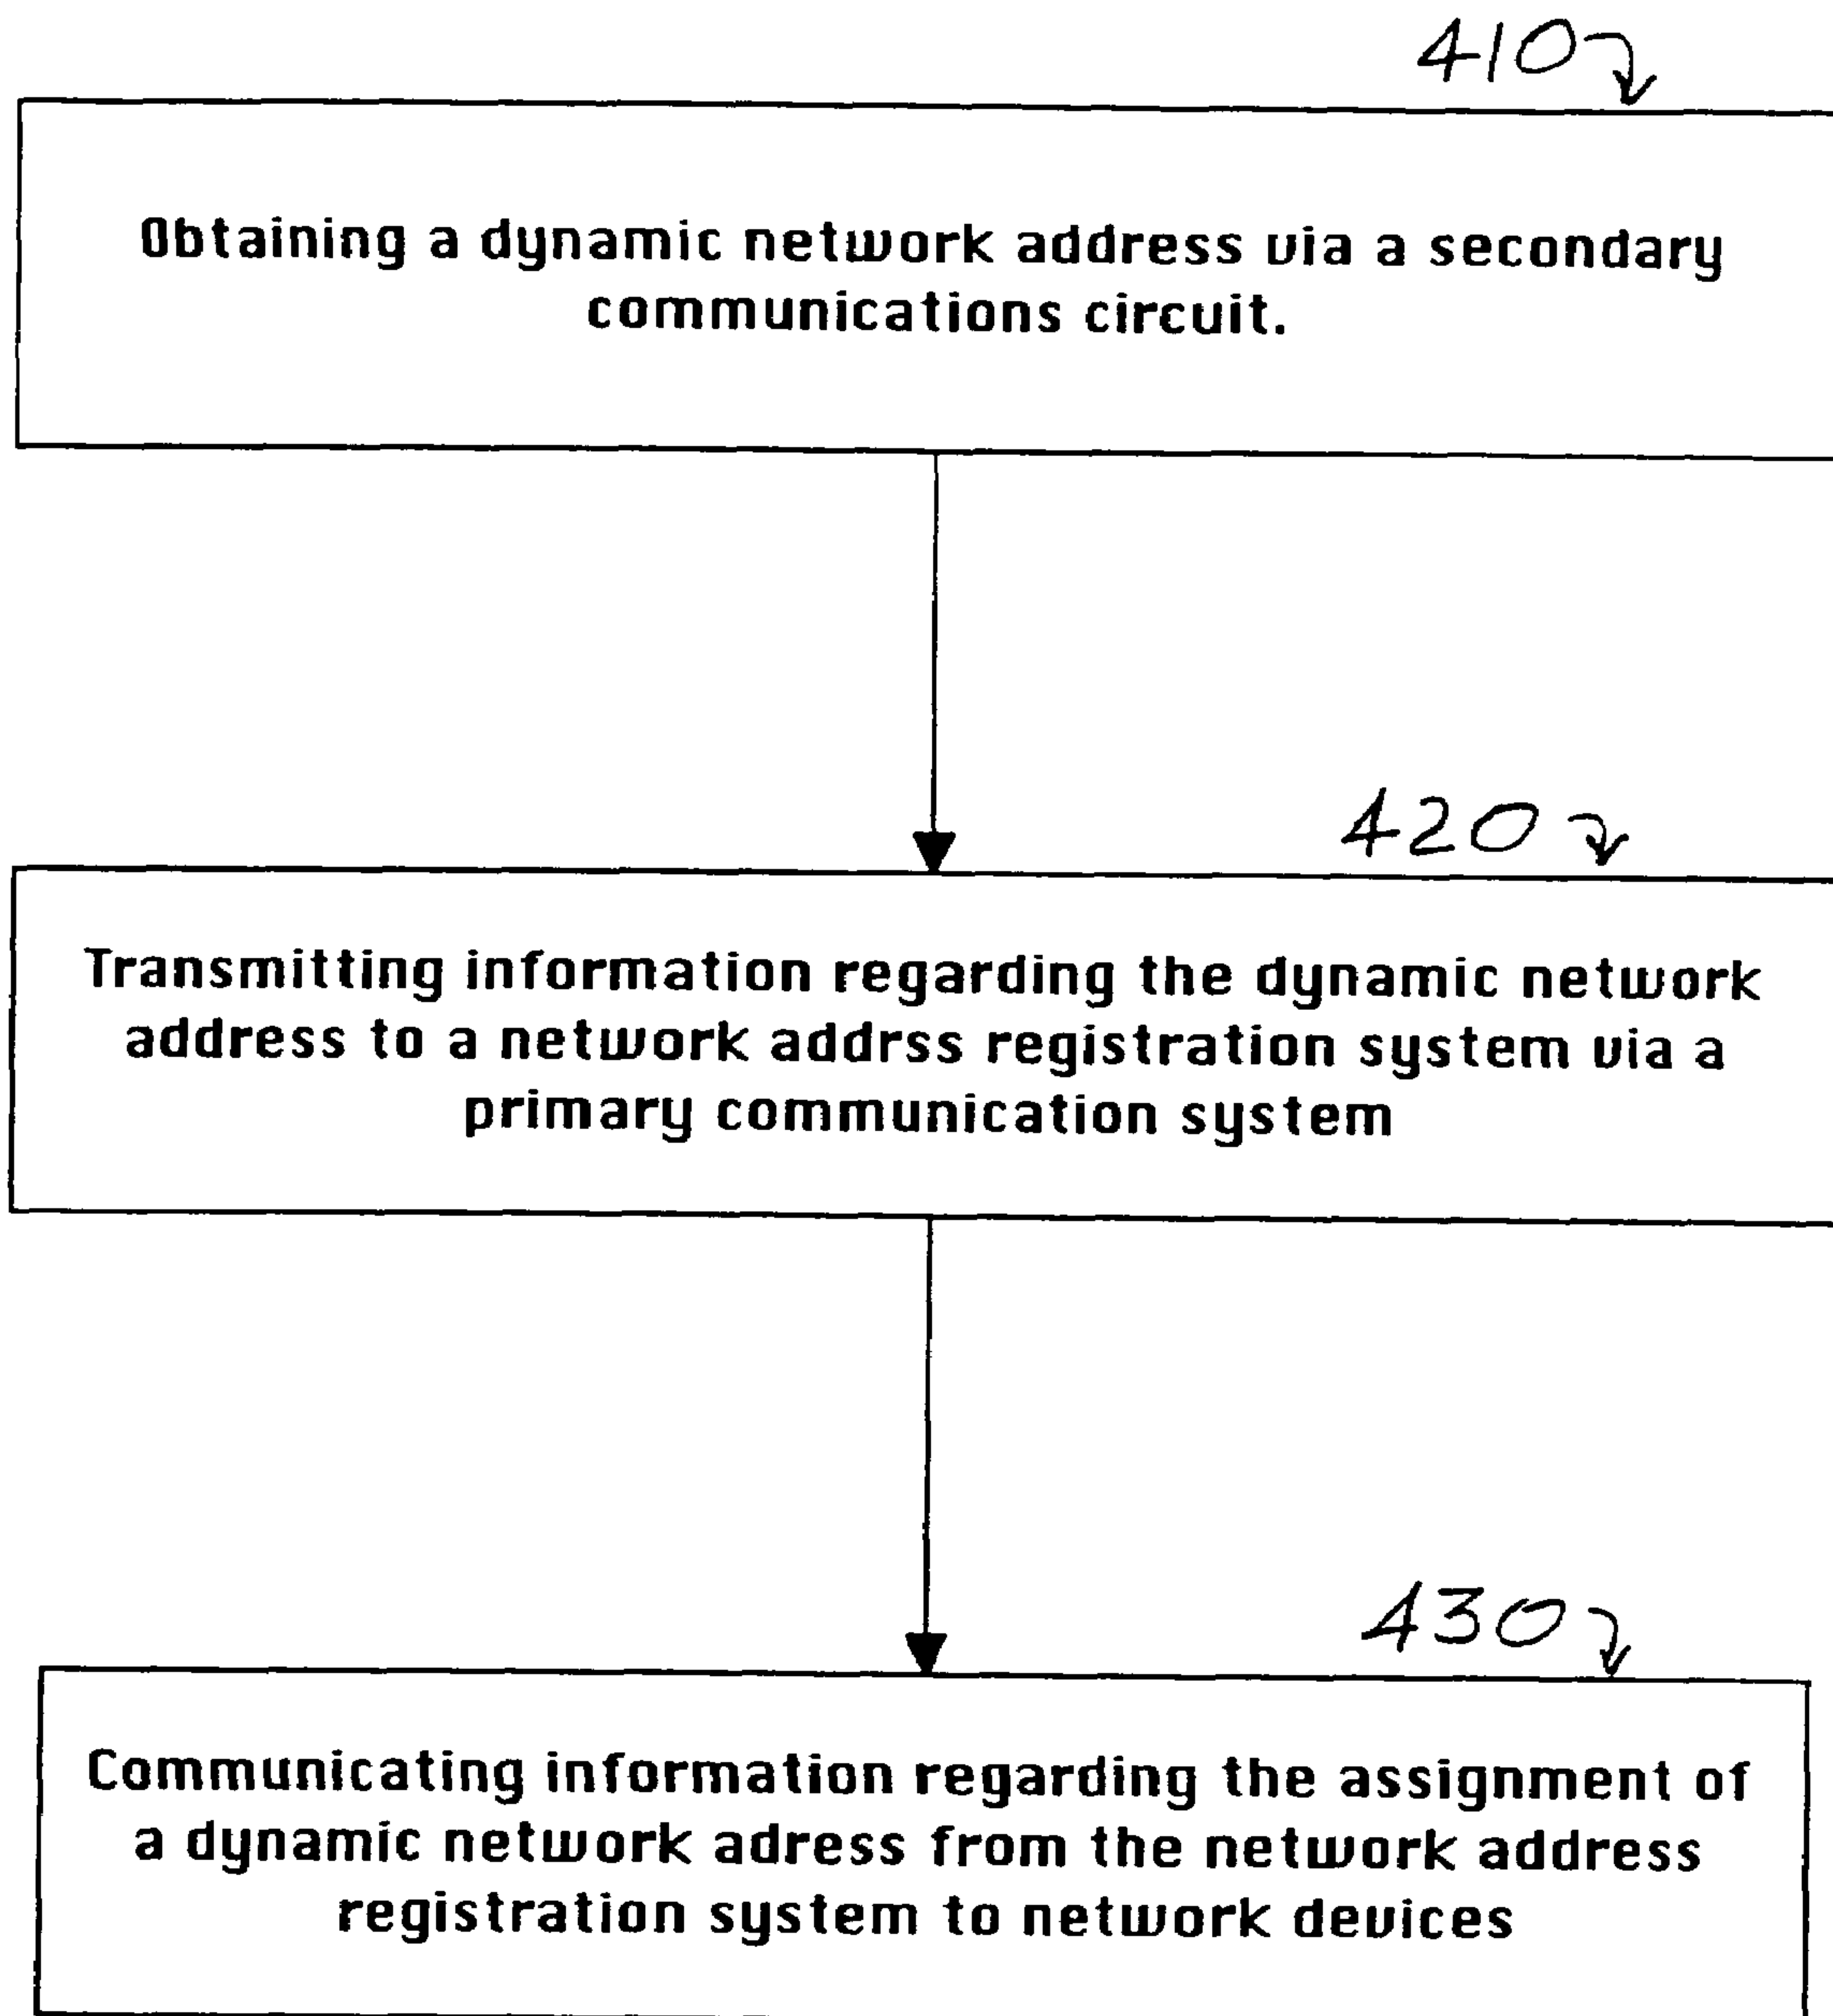 410
Obtaining a dynamic network address via a secondary
communications circuit.
420
Transmitting information regarding the dynamic network
address to a network addrss registration system via a
primary communication system
430
Communicating information regarding the assignment of
a dynamic network adress from the network address
registration system to network devices